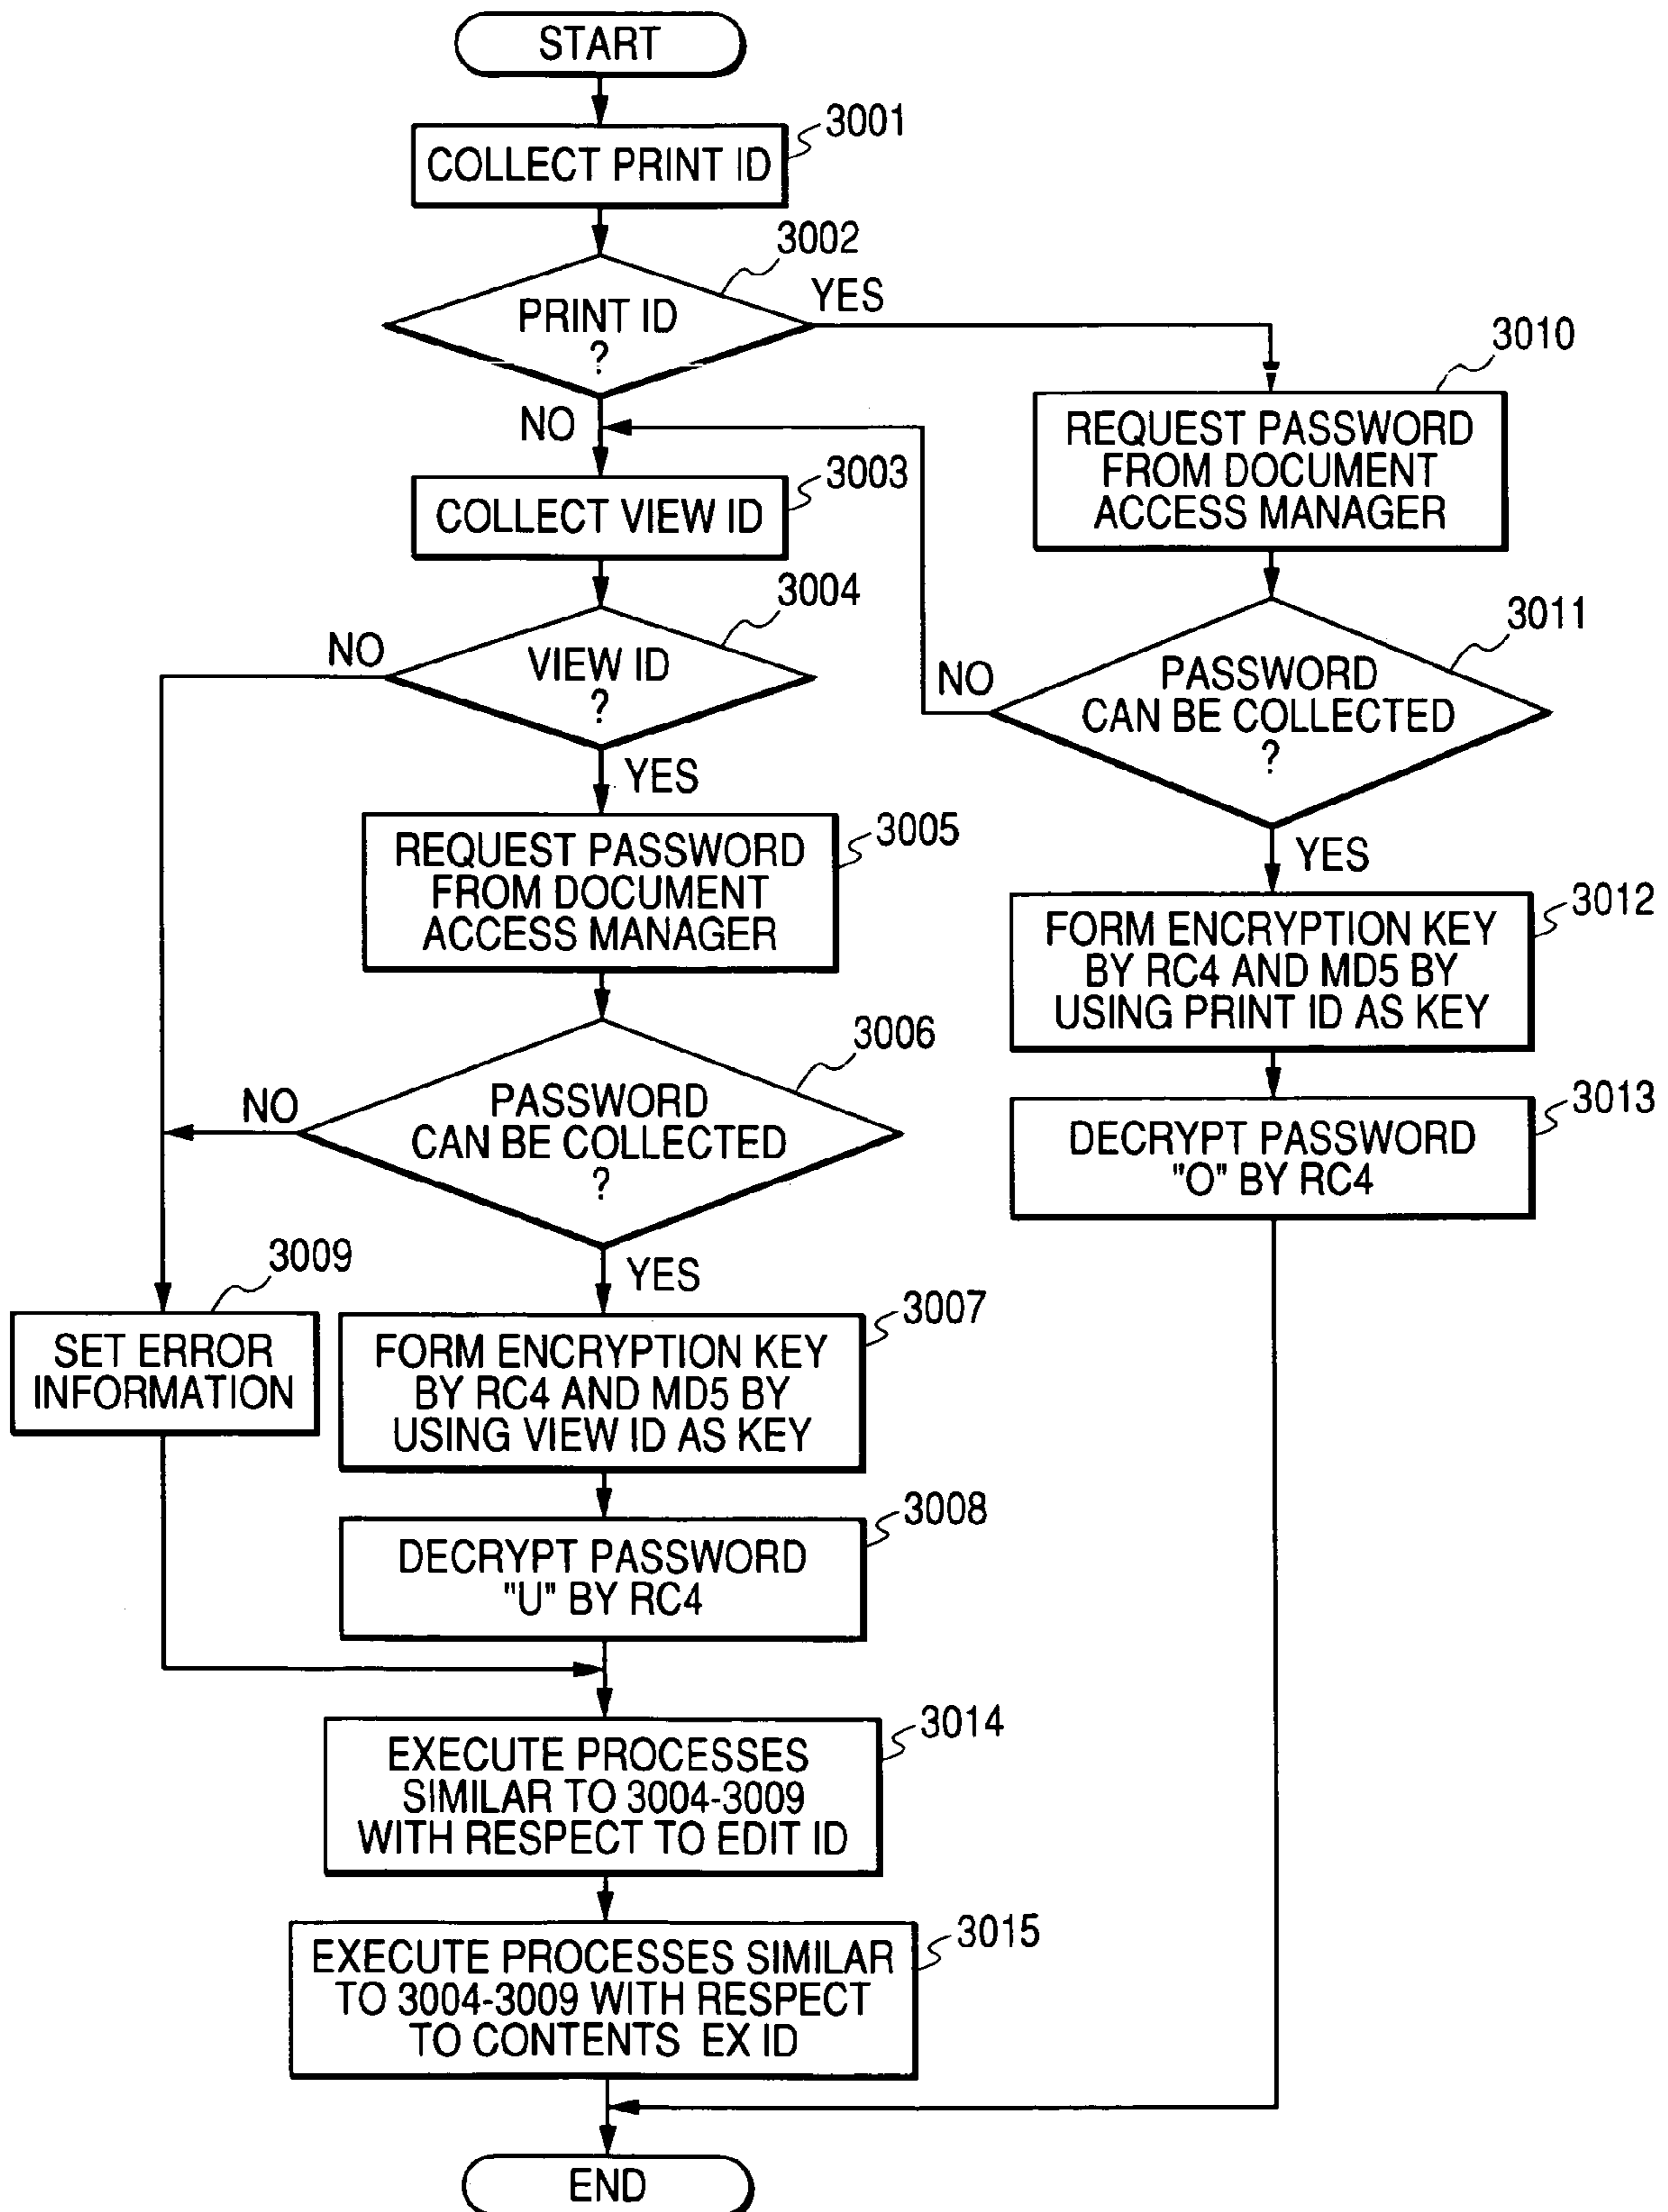 START
3001
COLLECT PRINT ID
3002
PRINT ID
?
YES
NO
3010
REQUEST PASSWORD
FROM DOCUMENT
ACCESS MANAGER
3003
COLLECT VIEW ID
3004
VIEW ID
?
NO
YES
3011
PASSWORD
CAN BE COLLECTED
?
NO
YES
3005
REQUEST PASSWORD
FROM DOCUMENT
ACCESS MANAGER
3012
FORM ENCRYPTION KEY
BY RC4 AND MD5 BY
USING PRINT ID AS KEY
3006
PASSWORD
CAN BE COLLECTED
?
NO
YES
3013
DECRYPT PASSWORD
"O" BY RC4
3009
SET ERROR
INFORMATION
3007
FORM ENCRYPTION KEY
BY RC4 AND MD5 BY
USING VIEW ID AS KEY
3008
DECRYPT PASSWORD
"U" BY RC4
3014
EXECUTE PROCESSES
SIMILAR TO 3004-3009
WITH RESPECT TO EDIT ID
3015
EXECUTE PROCESSES SIMILAR
TO 3004-3009 WITH RESPECT
TO CONTENTS EX ID
END